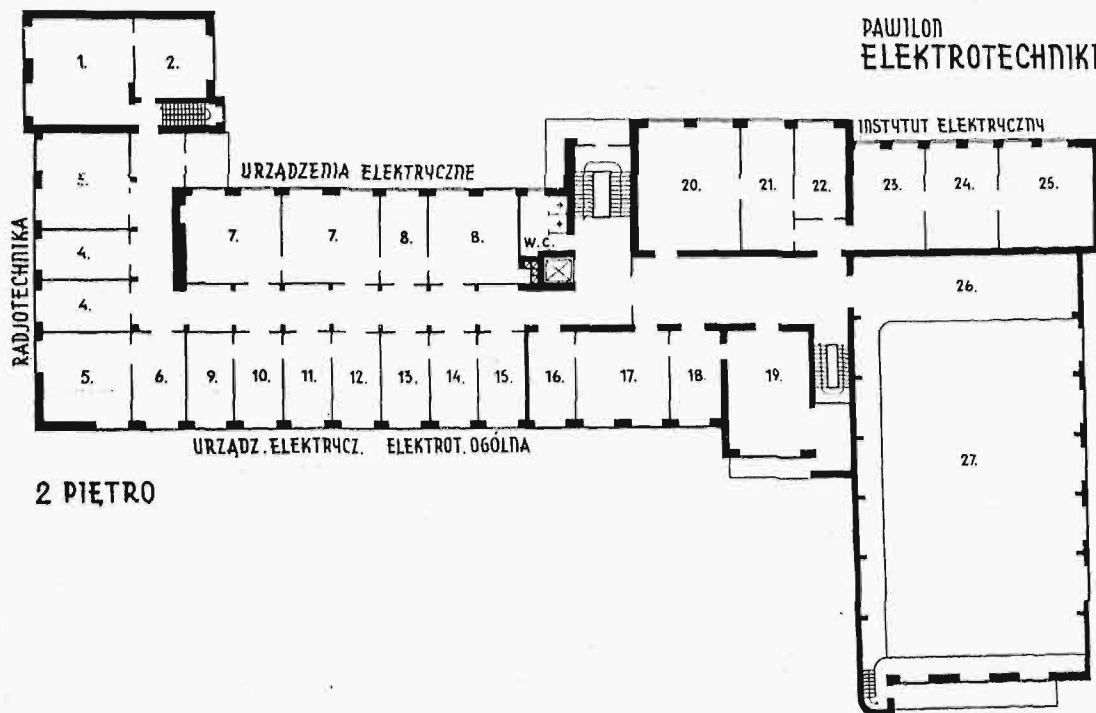 PAWILON
ELEKTROTECHNIKI
1. 2.
INSTYTUT ELEKTRYCZNY
URZĄDZENIA ELEKTRYCZNE
20. 21. 22. 23. 24. 25.
3.
7. 7. 8. 8.
W.C.
4.
26.
4.
RADJOTECHNIKA
5. 6. 9. 10. 11. 12. 13. 14. 15. 16. 17. 18. 19.
URZĄDZ. ELEKTRYCZ. ELEKTROT. OGÓLNA
27.
2 PIĘTRO